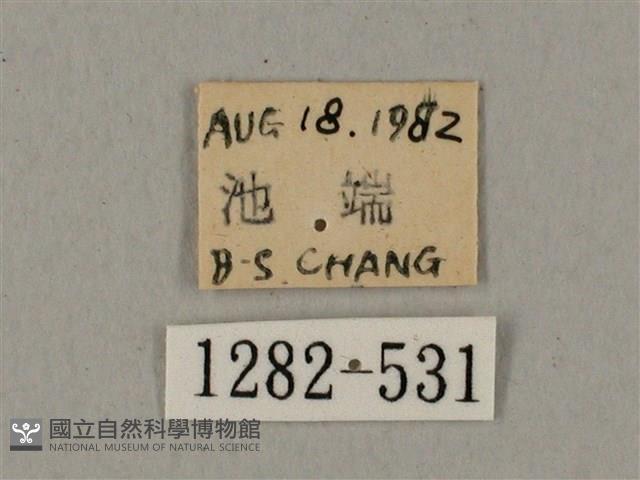 AUG 18.1982
池 端
B-S CHANG
1282-531
國立自然科學博物館
NATIONAL MUSEUM OF NATURAL SCIENCE